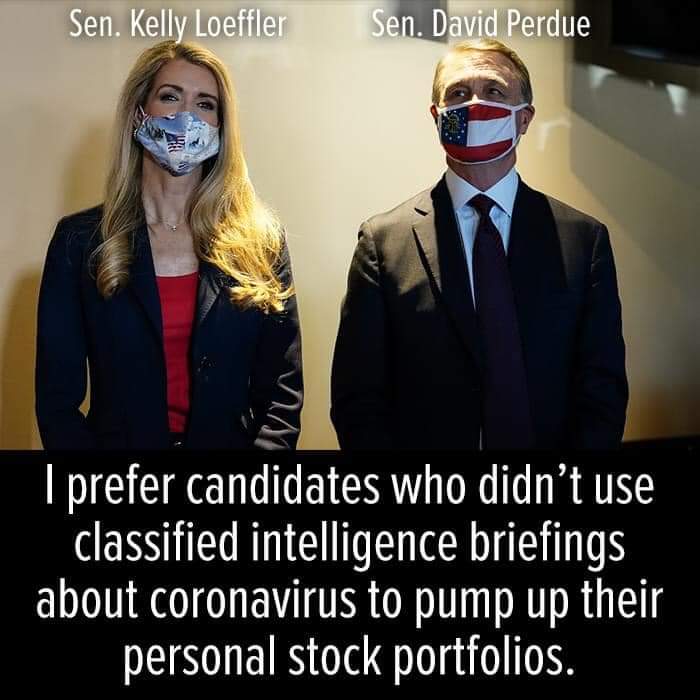 Sen. Kelly Loeffler
Sen. David Perdue
I prefer candidates who didn't use
classified intelligence briefings
about coronavirus to pump up their
personal stock portfolios.